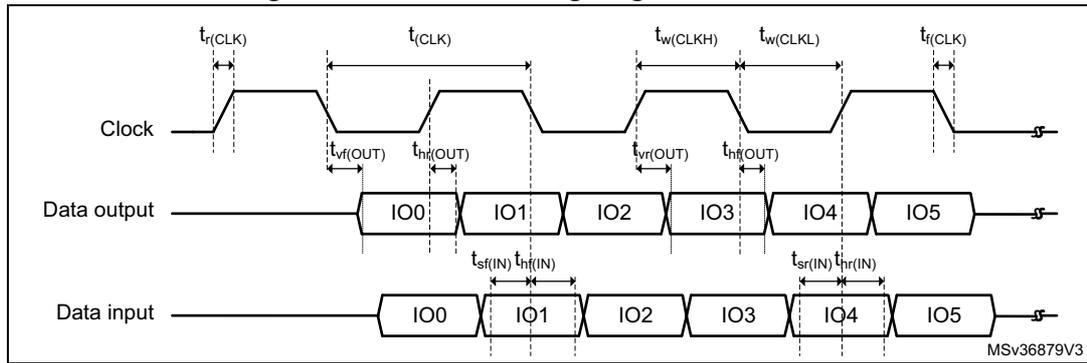 tr(CLK) t(CLK) tw(CLKH) tw(CLKL) tf(CLK)
Clock
tvf(OUT) thr(OUT) tvr(OUT) thf(OUT)
Data output IO0 IO1 IO2 IO3 IO4 IO5
tsf(IN) thf(IN) tsr(IN) thr(IN)
Data input IO0 IO1 IO2 IO3 IO4 IO5
MSv36879V3